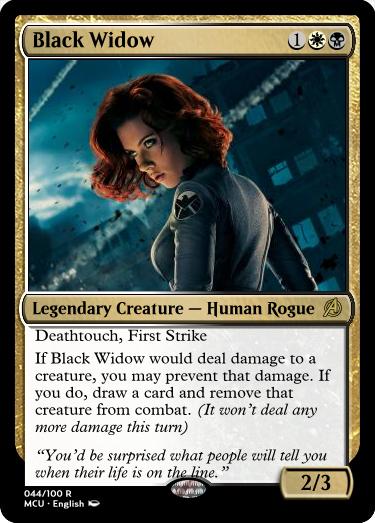 Black Widow 1
Legendary Creature — Human Rogue
Deathtouch, First Strike
If Black Widow would deal damage to a
creature, you may prevent that damage. If
you do, draw a card and remove that
creature from combat. (It won't deal any
more damage this turn)
“You'd be surprised what people will tell you
when their life is on the line.”
2/3
044/100 R
MCU · English